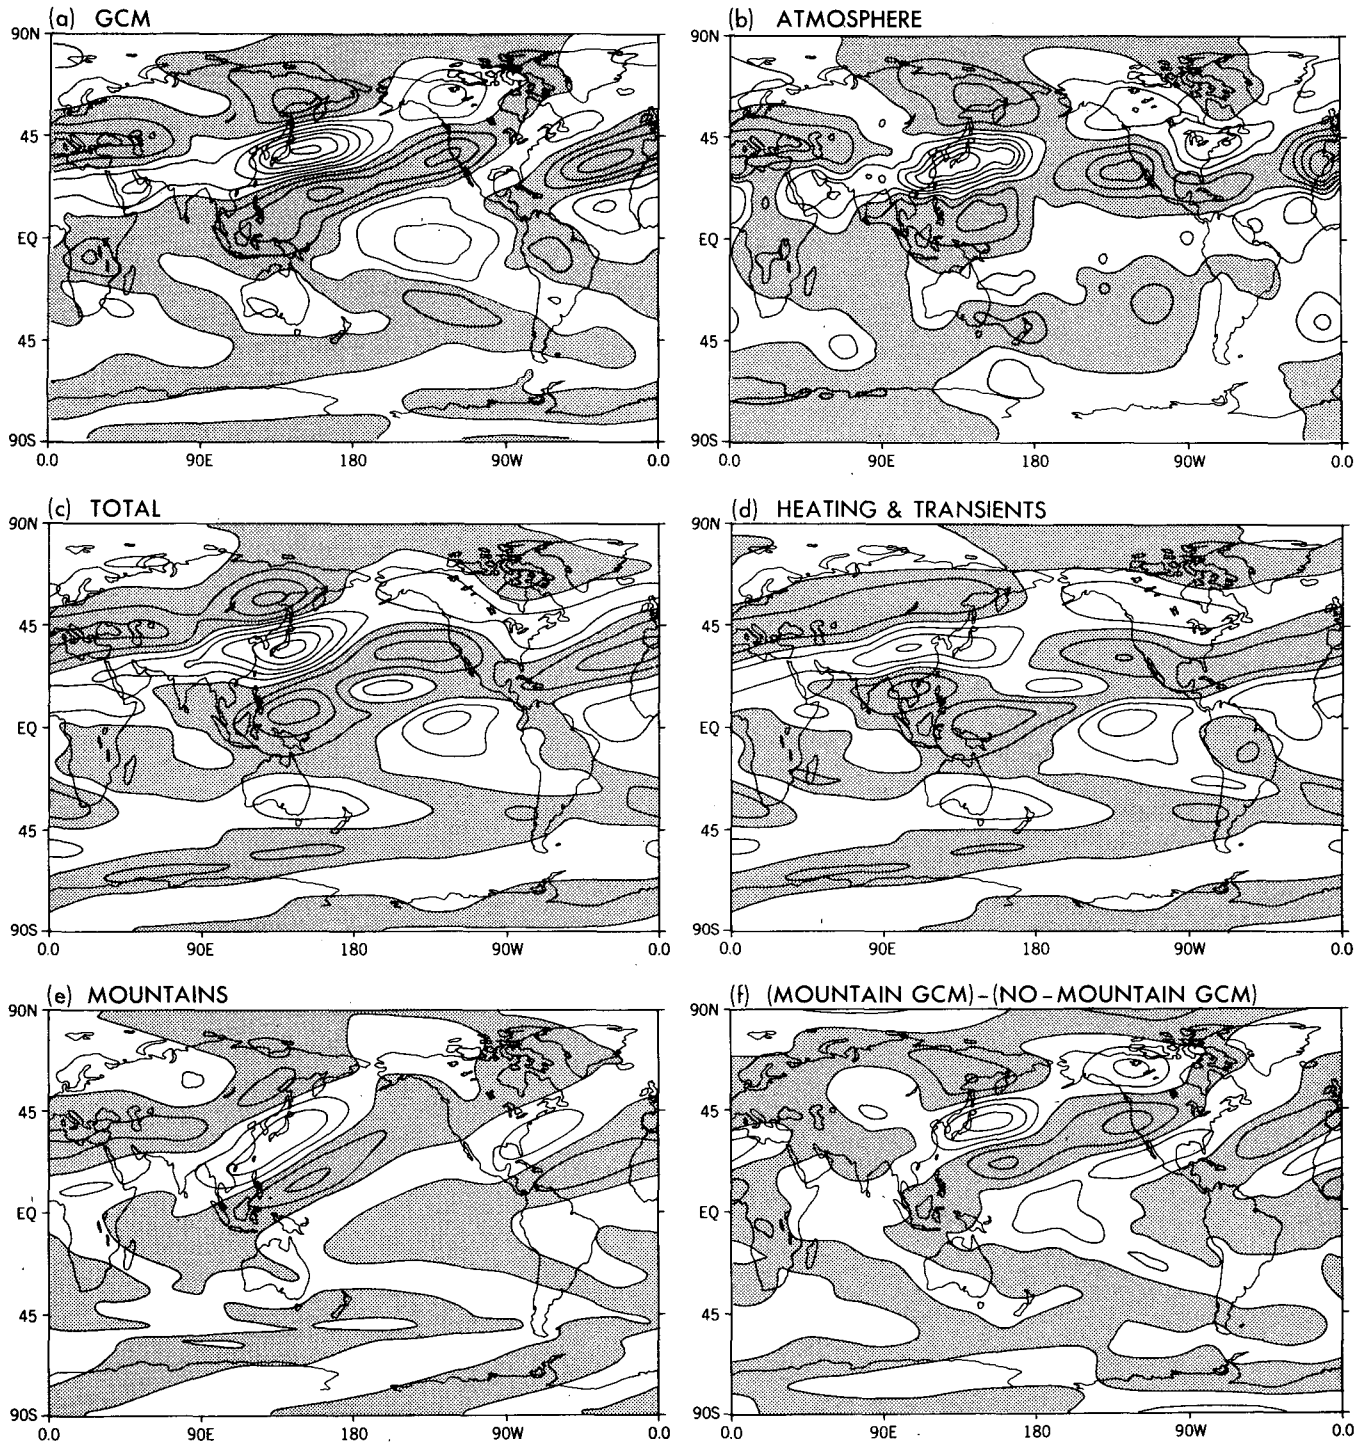 (a) GCM
90N
45
EQ
45
90S
0.0 90E 180 90W 0.0
(b) ATMOSPHERE
90N
45
EQ
45
90S
0.0 90E 180 90W 0.0
(c) TOTAL
90N
45
EQ
45
90S
0.0 90E 180 90W 0.0
(d) HEATING & TRANSIENTS
90N
45
EQ
45
90S
0.0 90E 180 90W 0.0
(e) MOUNTAINS
90N
45
EQ
45
90S
0.0 90E 180 90W 0.0
(f) (MOUNTAIN GCM)-(NO-MOUNTAIN GCM)
90N
45
EQ
45
90S
0.0 90E 180 90W 0.0